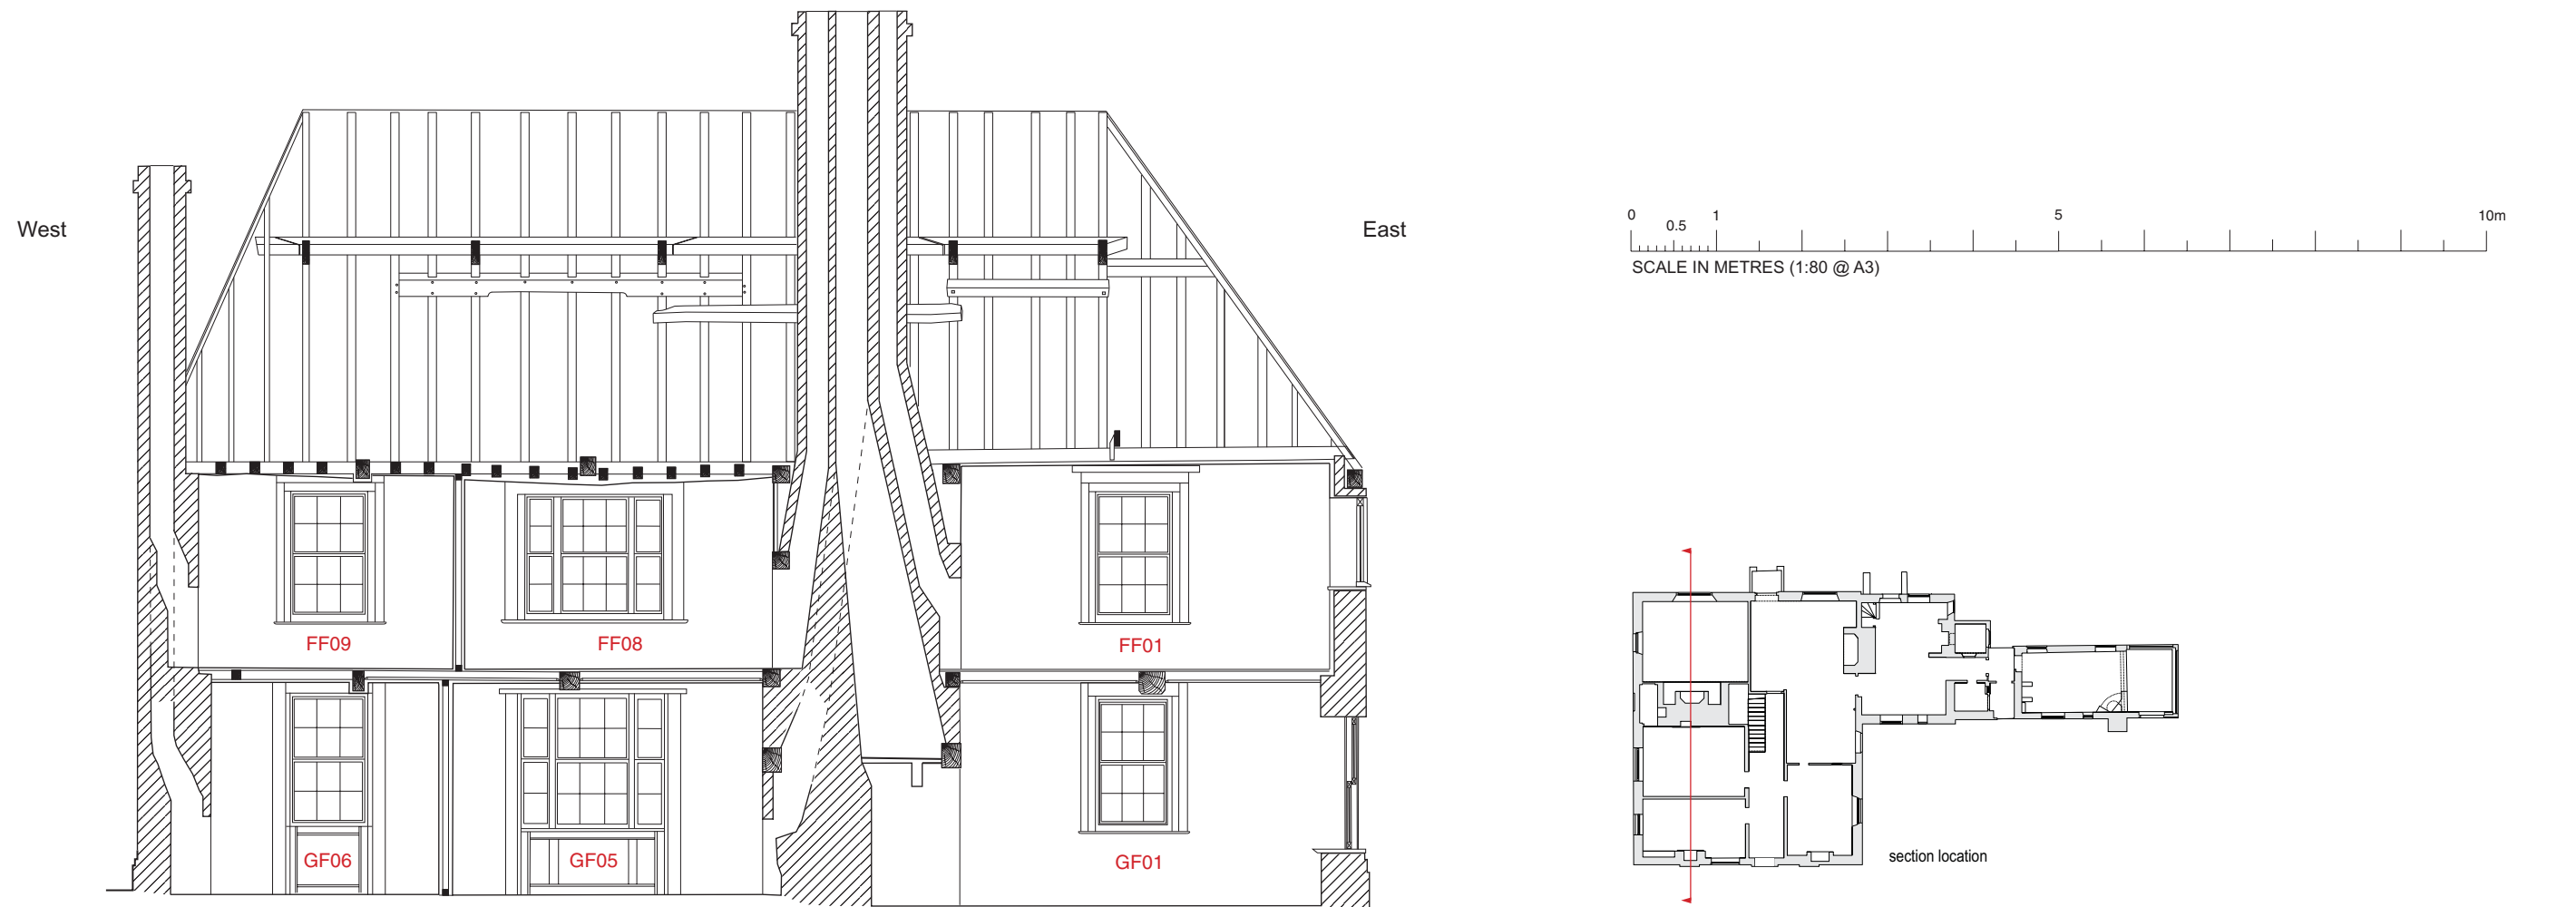 West
East
0
0.5
1
5
10m
SCALE IN METRES (1:80 @ A3)
FF09
FF08
FF01
GF06
GF05
GF01
section location